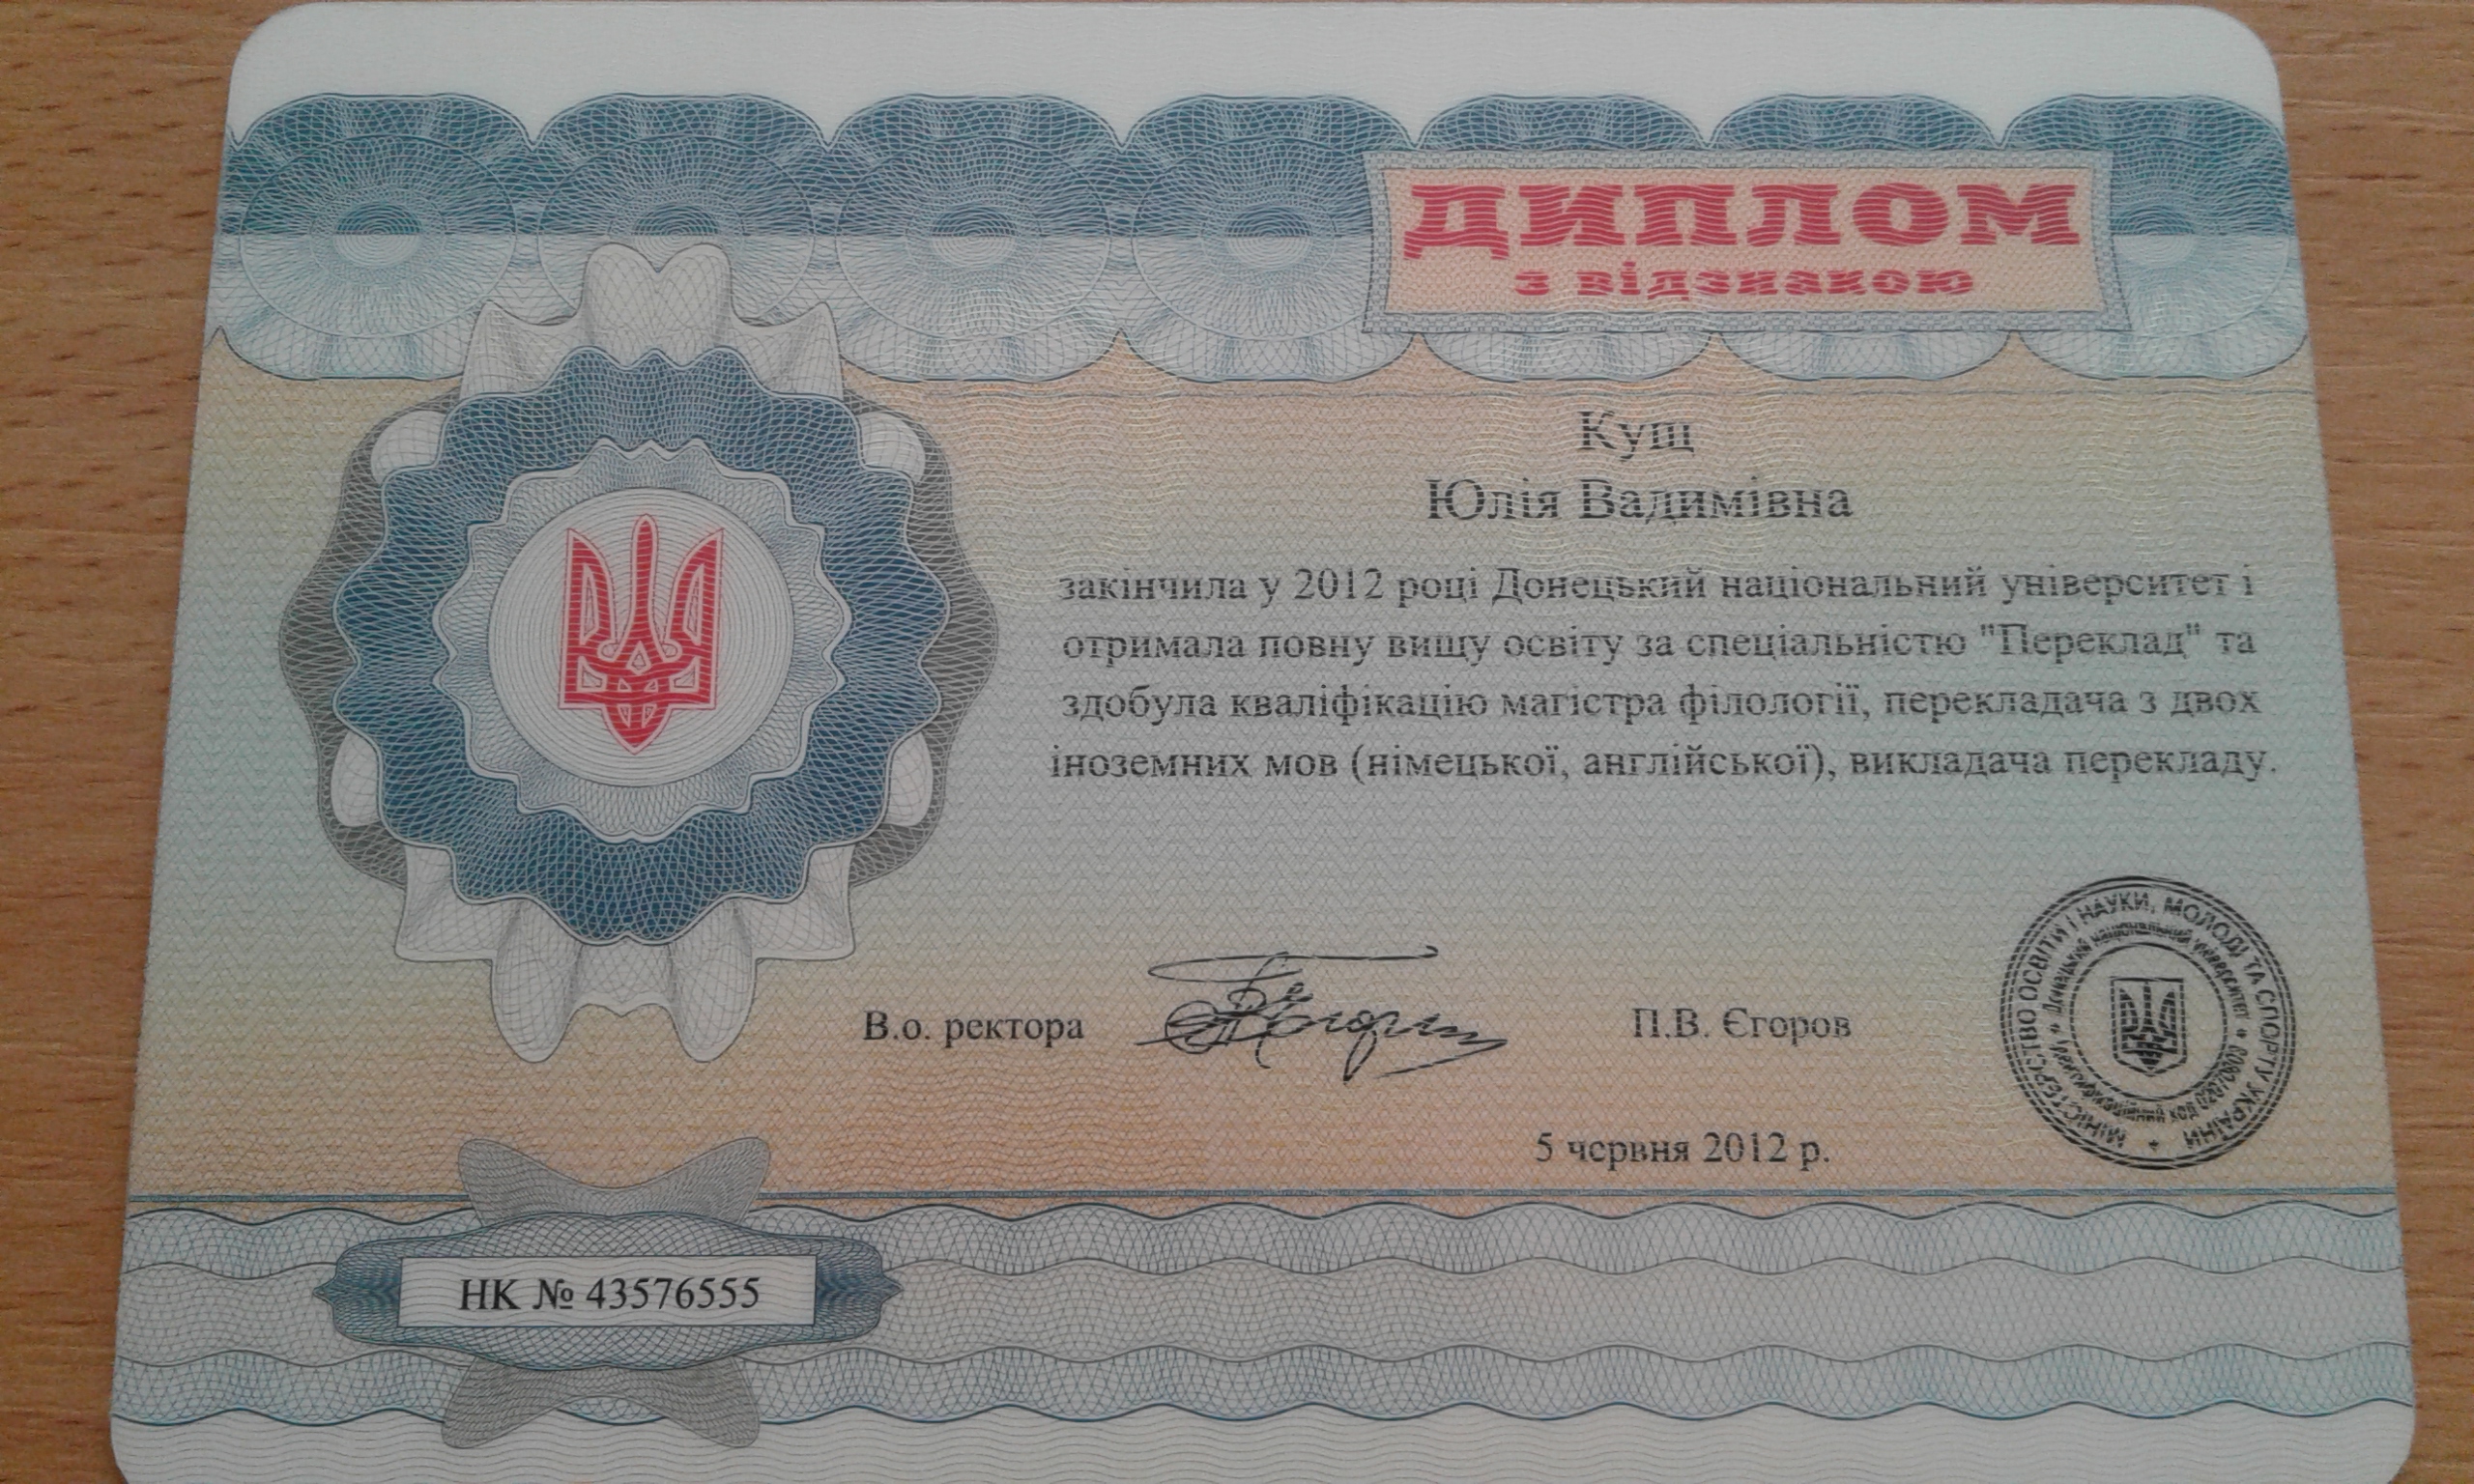 ДИПЛОМ
з відзнакою
Кущ
Юлія Вадимівна
закінчила у 2012 році Донецький національний університет і
отримала повну вищу освіту за спеціальністю "Переклад" та
здобула кваліфікацію магістра філології, перекладача з двох
іноземних мов (німецької, англійської), викладача перекладу.
В.о. ректора
П.В. Єгоров
МІНІСТЕРСТВО ОСВІТИ І НАУКИ, МОЛОДІ ТА СПОРТУ УКРАЇНИ
Донецький національний університет
Ідентифікаційний код
5 червня 2012 р.
НК № 43576555